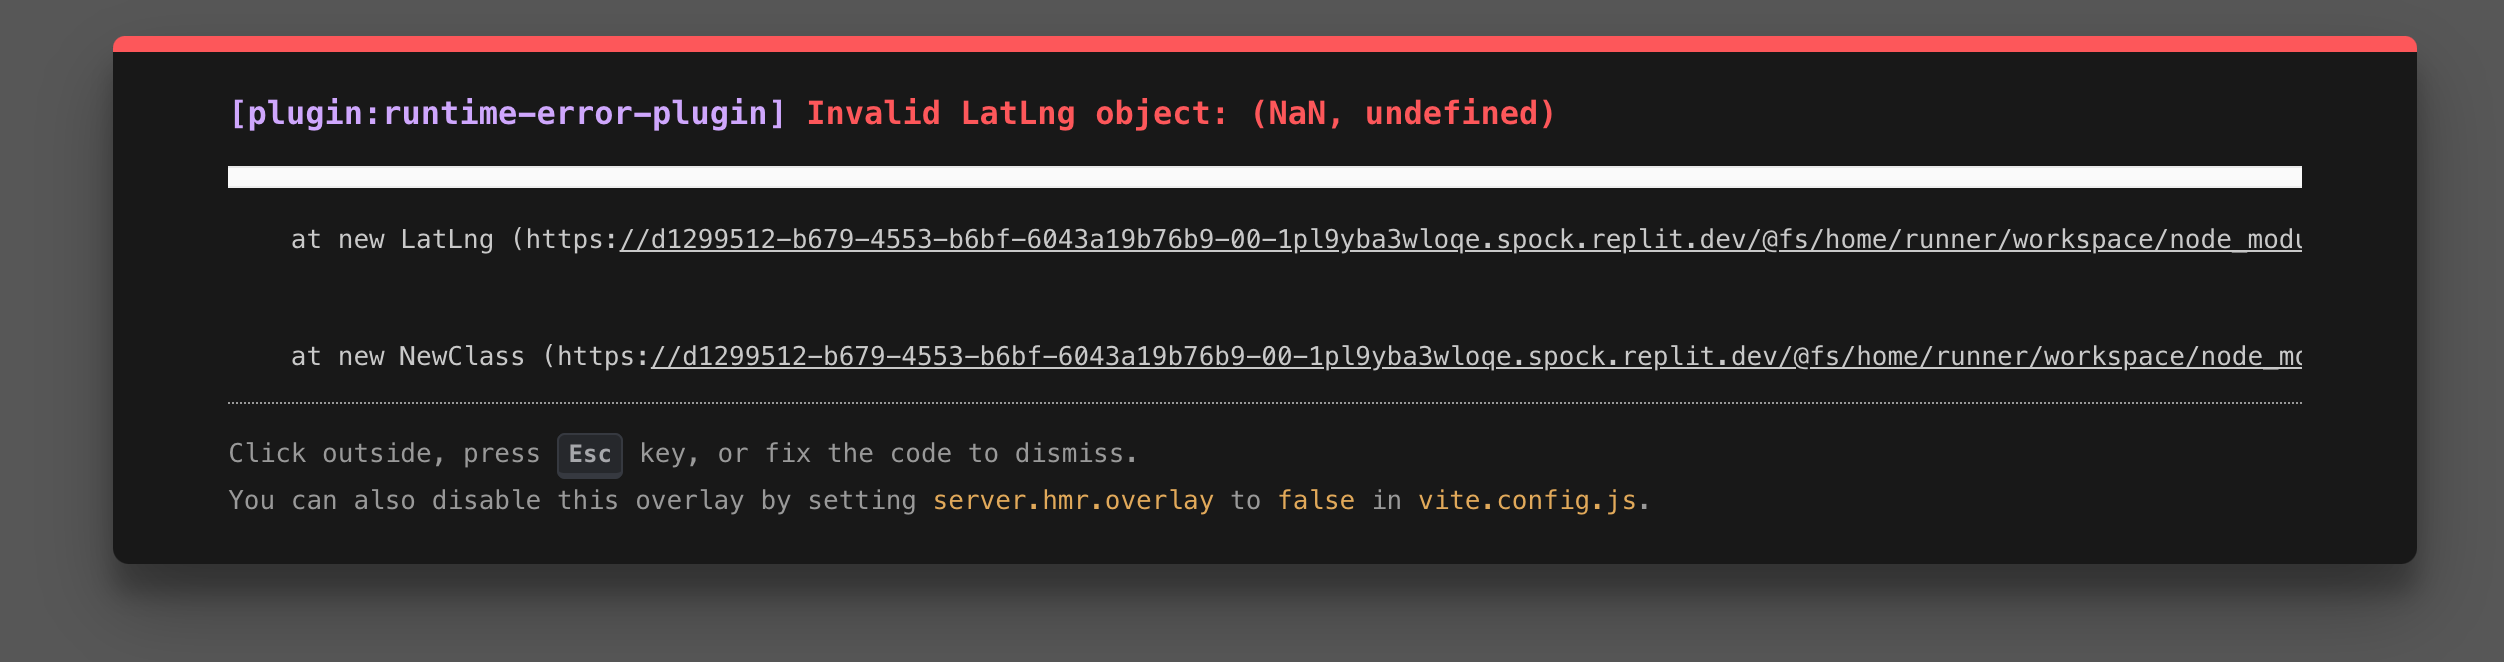 [plugin:runtime-error-plugin] Invalid LatLng object: (NaN, undefined)
at new LatLng (https://d1299512-b679-4553-b6bf-6043a19b76b9-00-1pl9yba3wloqe.spock.replit.dev/@fs/home/runner/workspace/node_modu
at new NewClass (https://d1299512-b679-4553-b6bf-6043a19b76b9-00-1pl9yba3wloqe.spock.replit.dev/@fs/home/runner/workspace/node_mo
Click outside, press Esc key, or fix the code to dismiss.
You can also disable this overlay by setting server.hmr.overlay to false in vite.config.js.